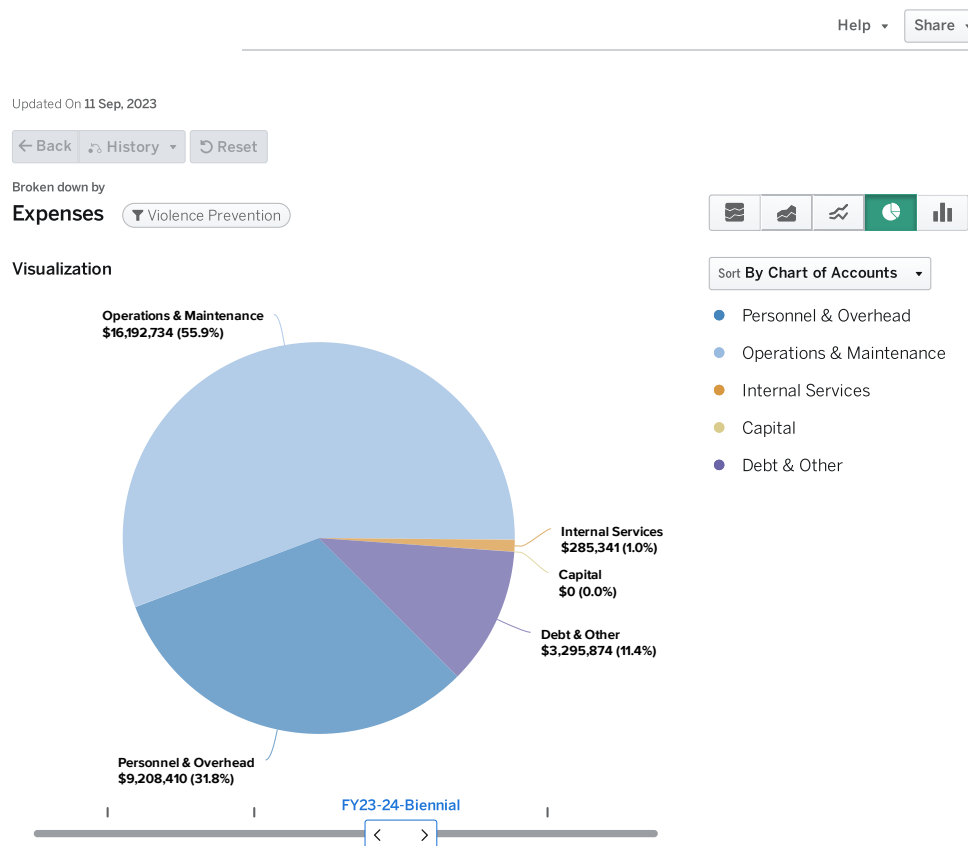 Help
Share
Updated On 11 Sep, 2023
Back
History
Reset
Broken down by
Expenses
Violence Prevention
Sort By Chart of Accounts
Visualization
Personnel & Overhead
Operations & Maintenance
Internal Services
Capital
Debt & Other
Operations & Maintenance
$16,192,734 (55.9%)
Internal Services
$285,341 (1.0%)
Capital
$0 (0.0%)
Debt & Other
$3,295,874 (11.4%)
Personnel & Overhead
$9,208,410 (31.8%)
FY23-24-Biennial